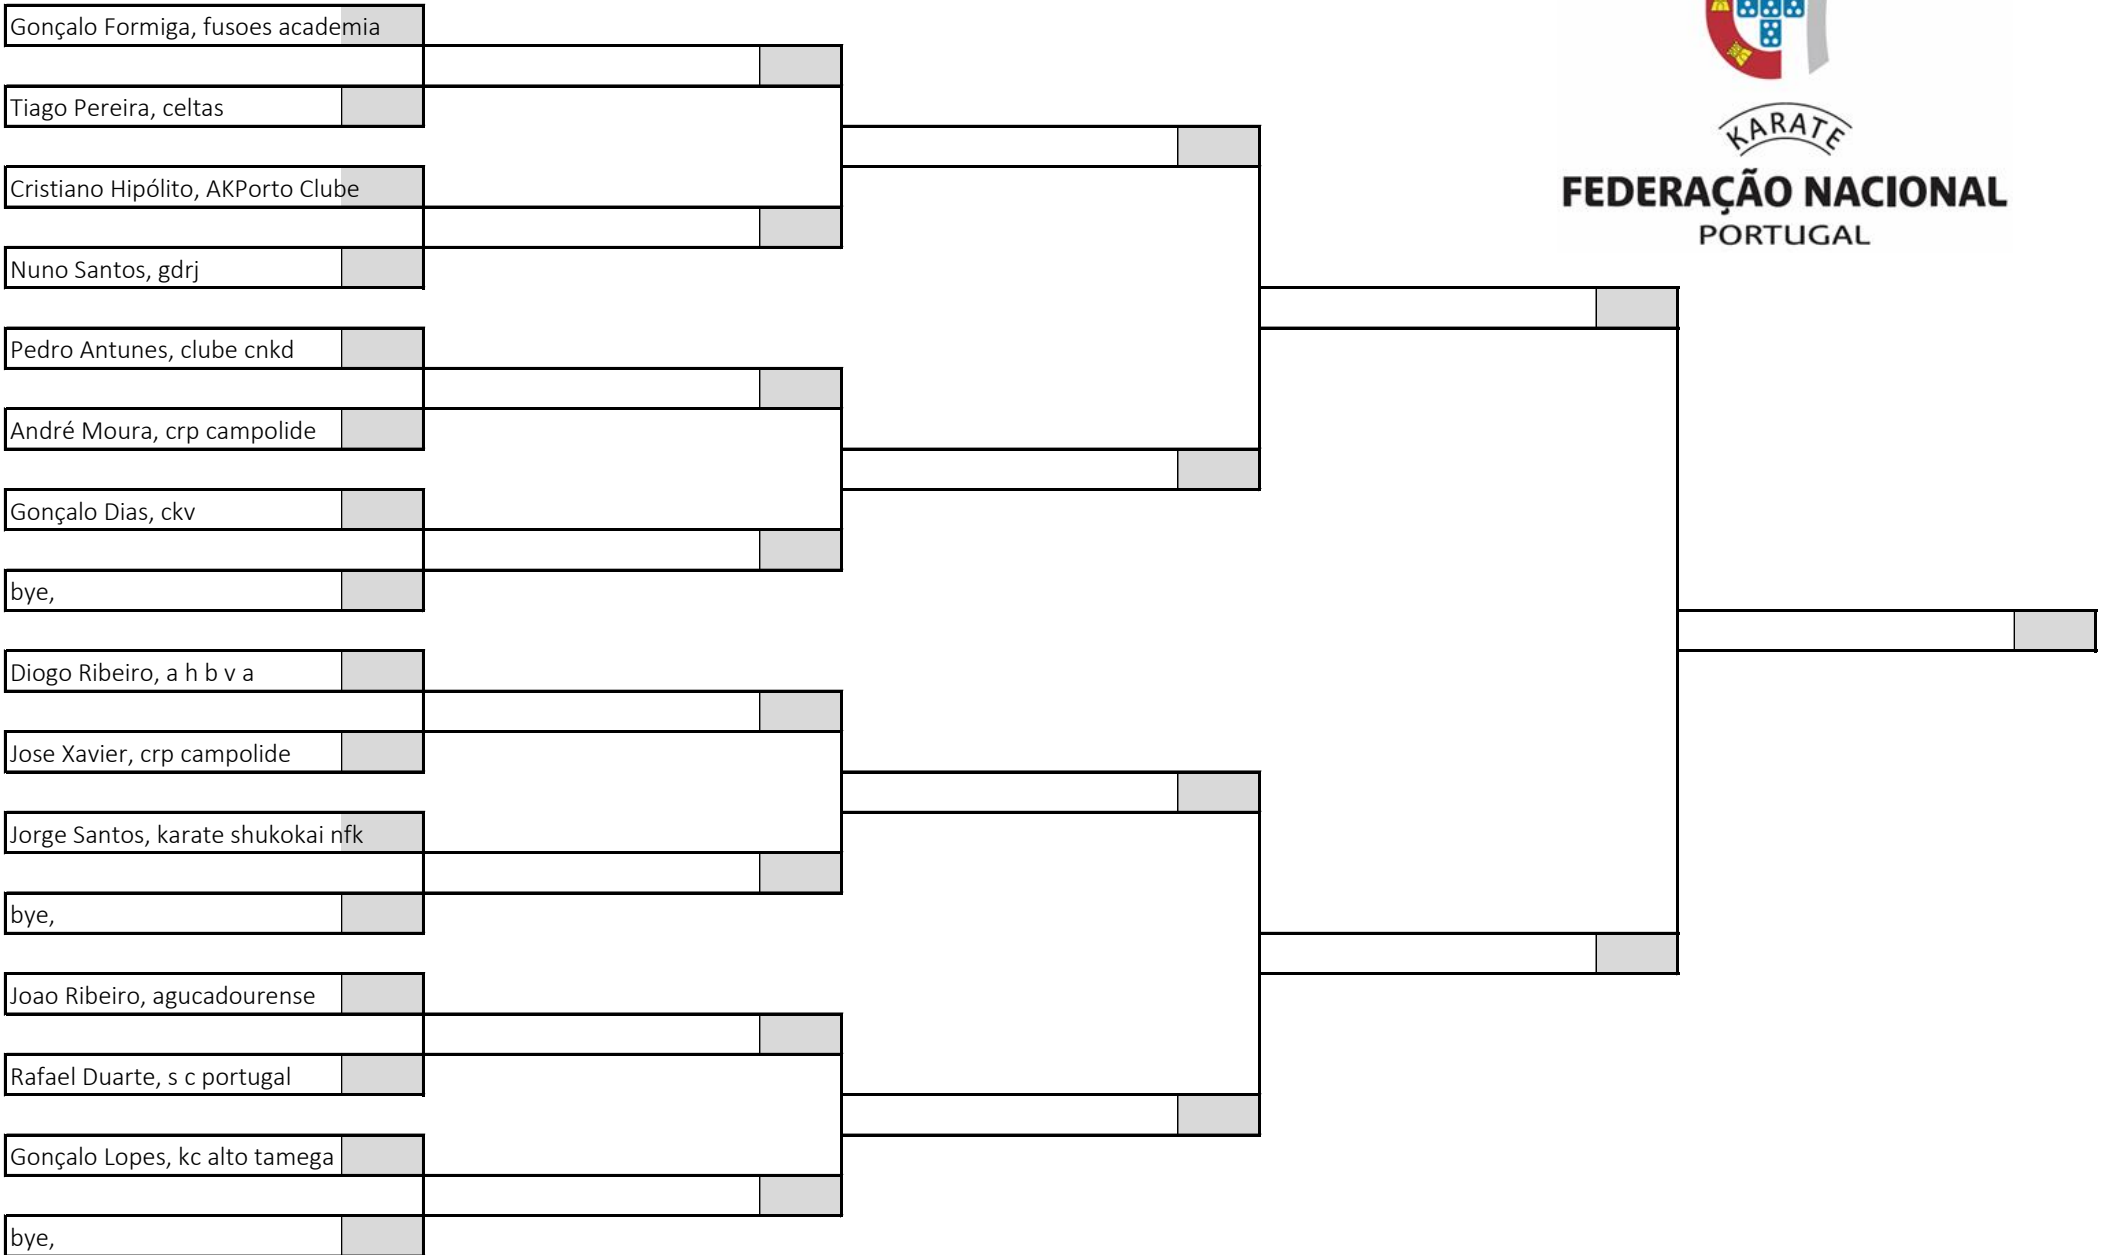 Gonçalo Formiga, fusoes academia
Tiago Pereira, celtas
Cristiano Hipólito, AKPorto Clube
Nuno Santos, gdrj
Pedro Antunes, clube cnkd
André Moura, crp campolide
Gonçalo Dias, ckv
bye,
Diogo Ribeiro, a h b v a
Jose Xavier, crp campolide
Jorge Santos, karate shukokai nfk
bye,
Joao Ribeiro, agucadourense
Rafael Duarte, s c portugal
Gonçalo Lopes, kc alto tamega
bye,
KARATE
FEDERAÇÃO NACIONAL
PORTUGAL